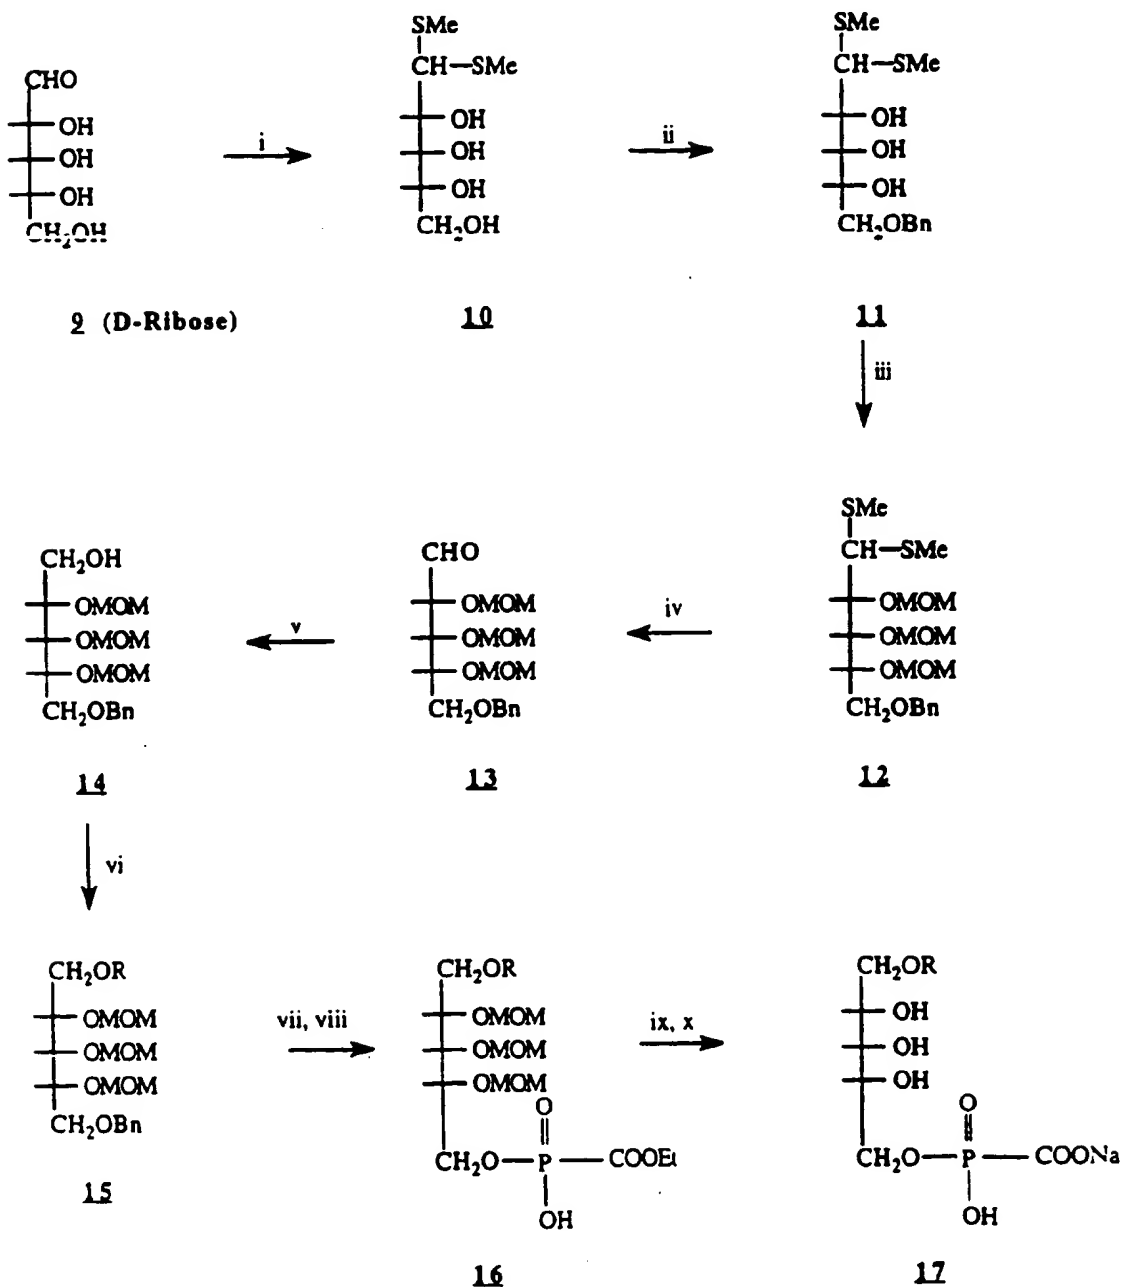 CHO
OH
OH
OH
CH₂OH
9 (D-Ribose)
i
SMe
CH—SMe
OH
OH
OH
CH₂OH
10
ii
SMe
CH—SMe
OH
OH
OH
CH₂OBn
11
iii
SMe
CH—SMe
OMOM
OMOM
OMOM
CH₂OBn
12
iv
CHO
OMOM
OMOM
OMOM
CH₂OBn
13
v
CH₂OH
OMOM
OMOM
OMOM
CH₂OBn
14
vi
CH₂OR
OMOM
OMOM
OMOM
CH₂OBn
15
vii, viii
CH₂OR
OMOM
OMOM
OMOM
O
CH₂O—P—COOEt
OH
16
ix, x
CH₂OR
OH
OH
OH
O
CH₂O—P—COONa
OH
17